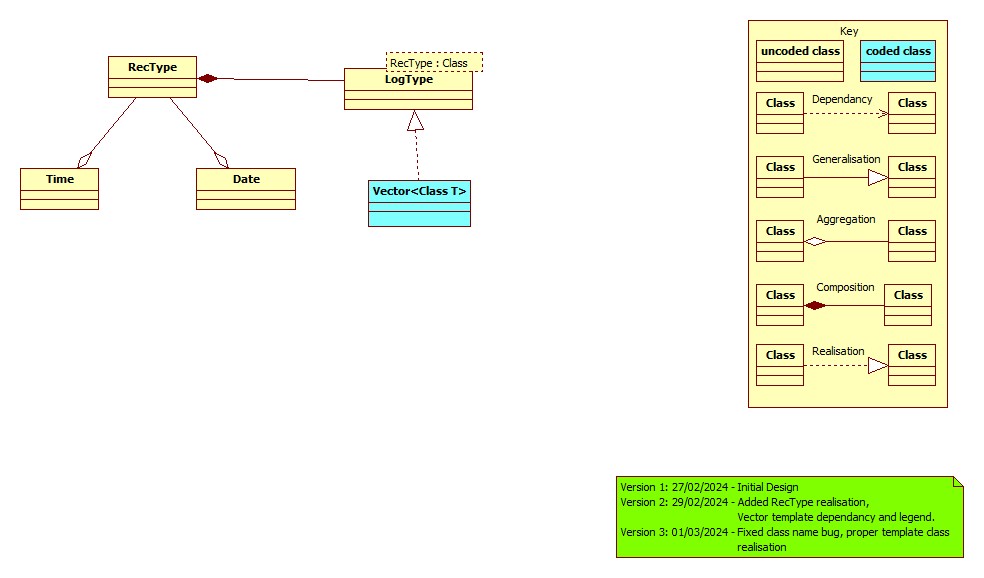 RecType
RecType : Class
LogType
Time
Date
Vector<Class T>
Key
uncoded class
coded class
Class
Dependancy
Class
Class
Generalisation
Class
Class
Aggregation
Class
Class
Composition
Class
Class
Realisation
Class
Version 1: 27/02/2024 - Initial Design
Version 2: 29/02/2024 - Added RecType realisation,
Vector template dependancy and legend.
Version 3: 01/03/2024 - Fixed class name bug, proper template class
realisation